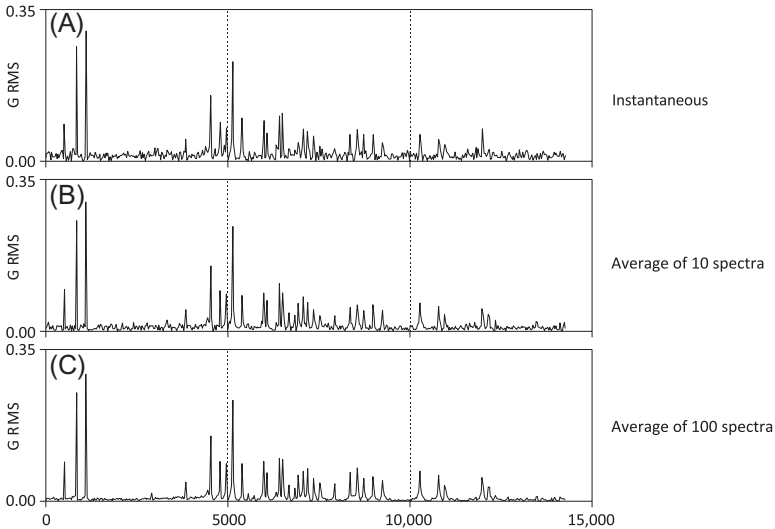 0.35
(A)
G RMS
Instantaneous
0.00
0.35
(B)
G RMS
Average of 10 spectra
0.00
0.35
(C)
G RMS
Average of 100 spectra
0.00
0 5000 10,000 15,000